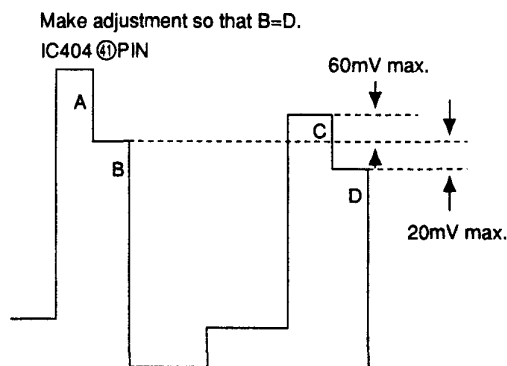 Make adjustment so that B=D.
IC404 ㊶PIN
60mV max.
A
C
B
D
20mV max.